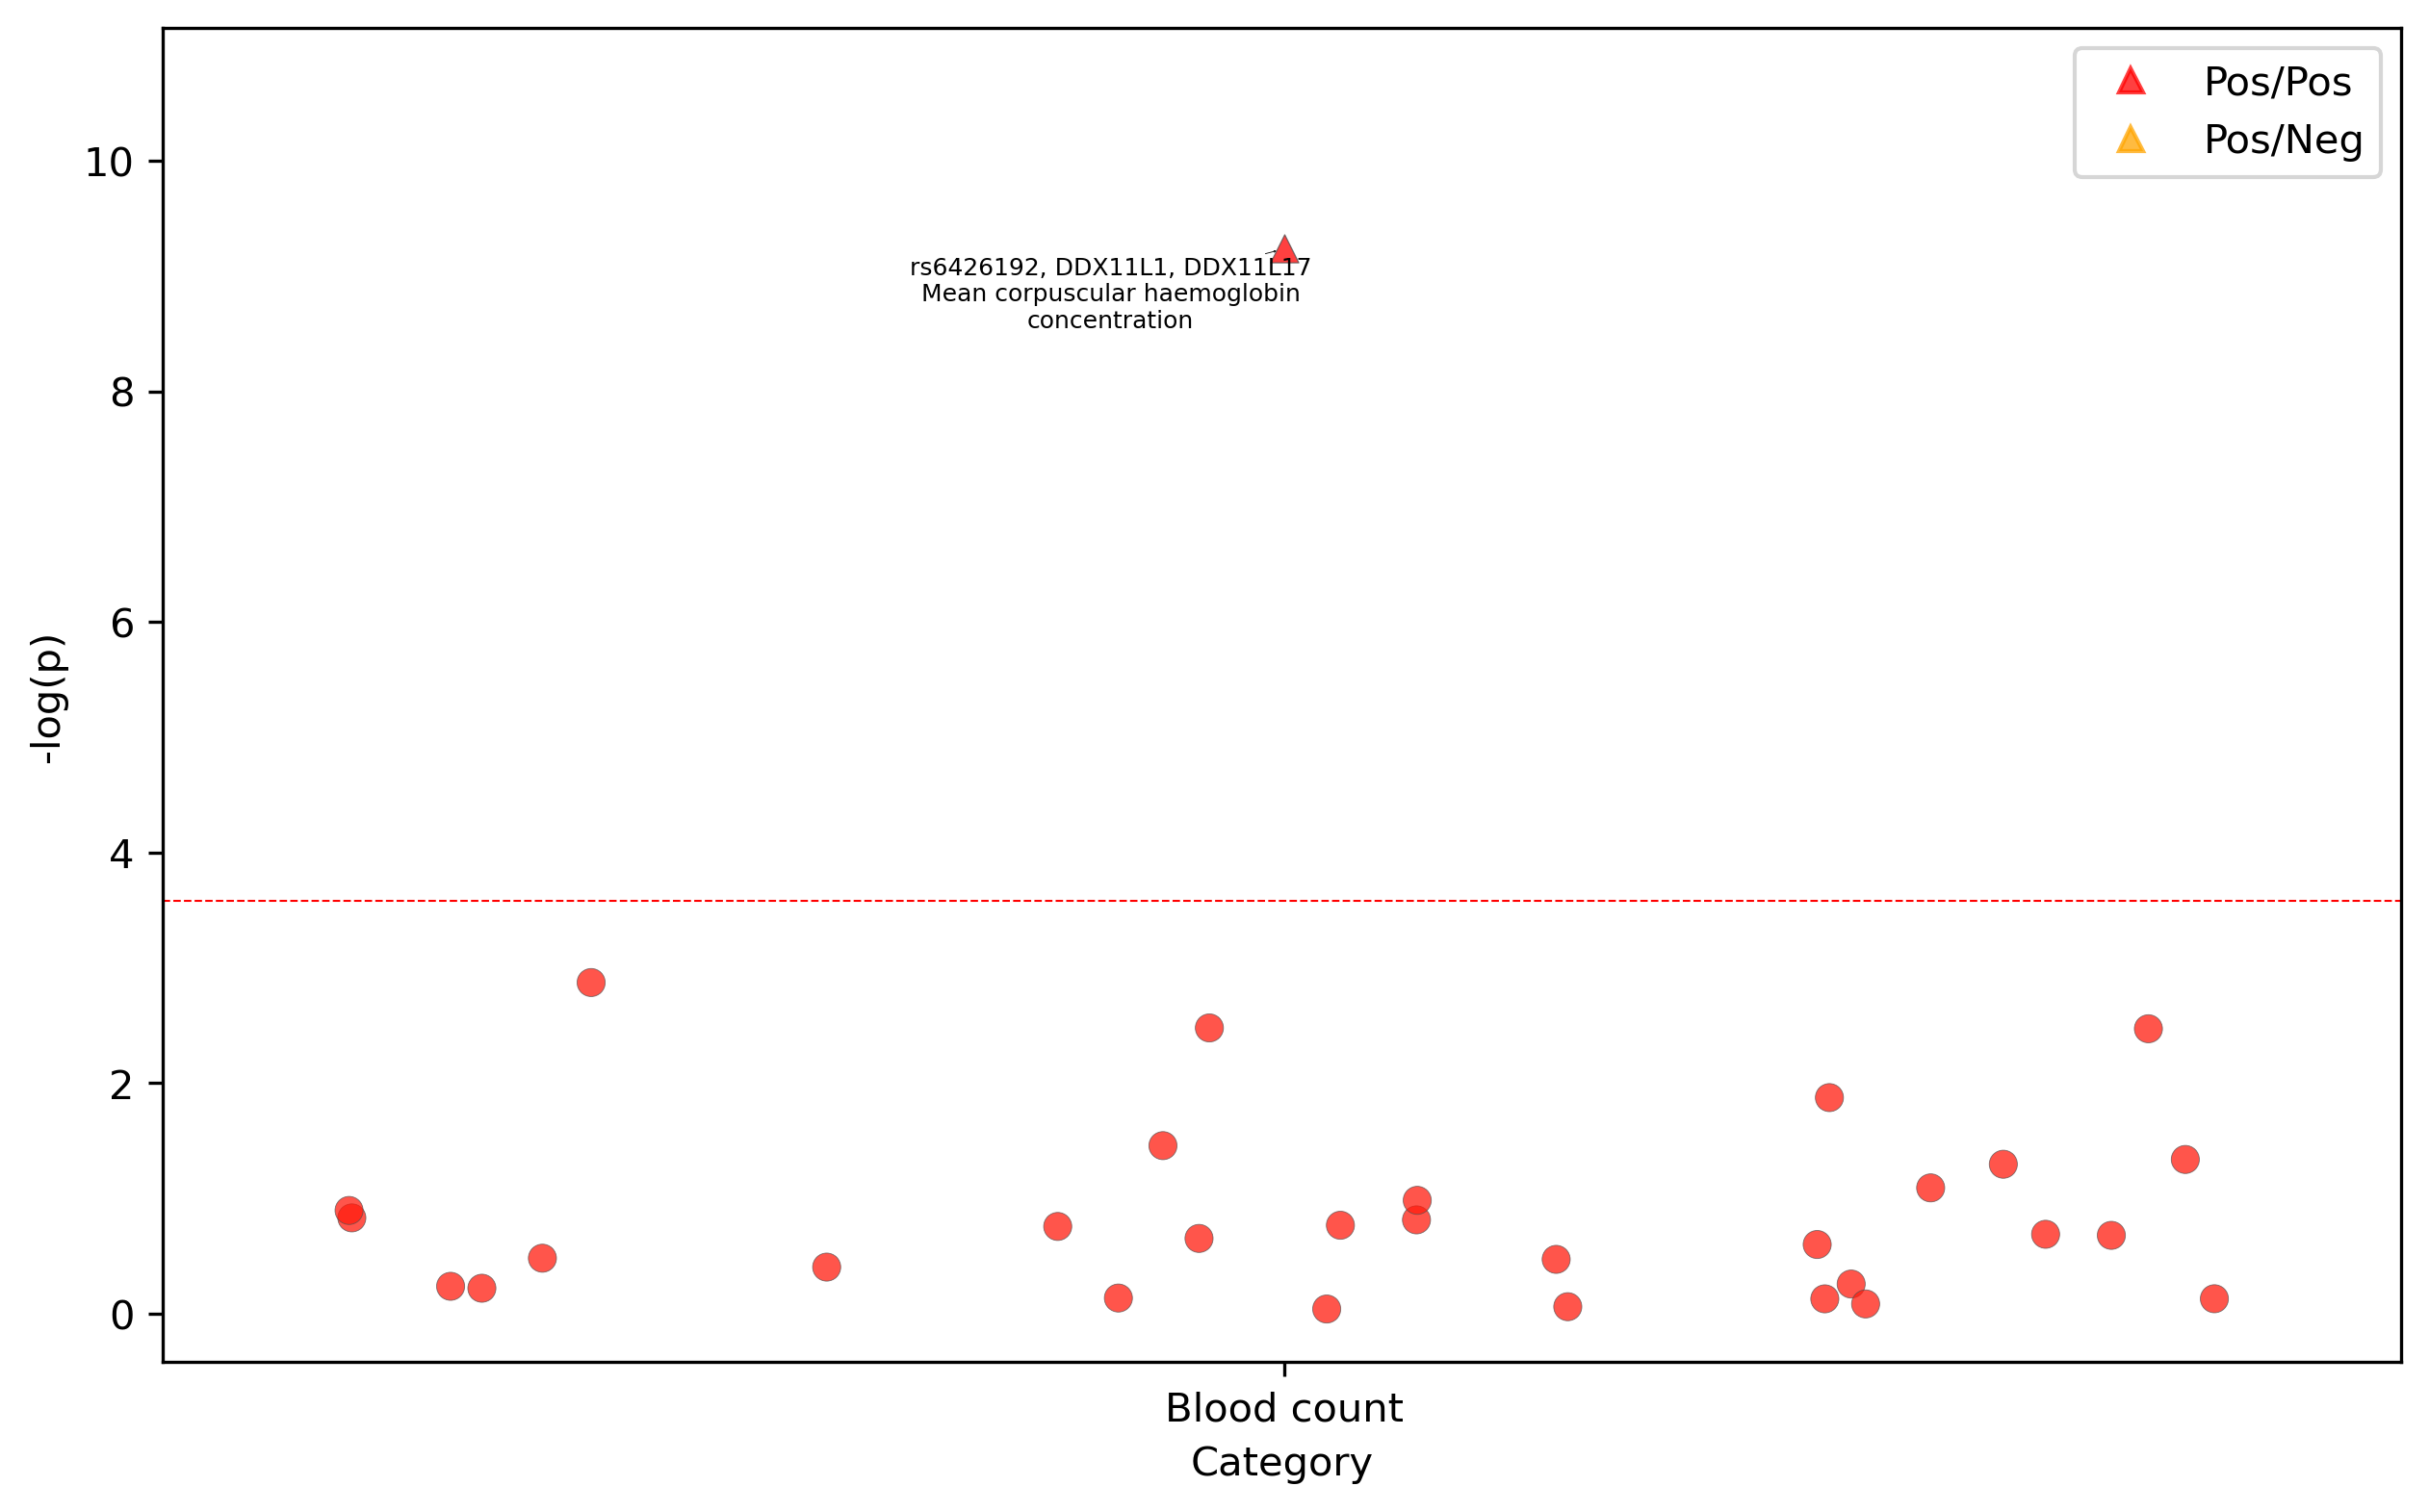 Pos/Pos
Pos/Neg
10
8
6
4
2
0
-log(p)
rs6426192, DDX11L1, DDX11L17
Mean corpuscular haemoglobin
concentration
Blood count
Category